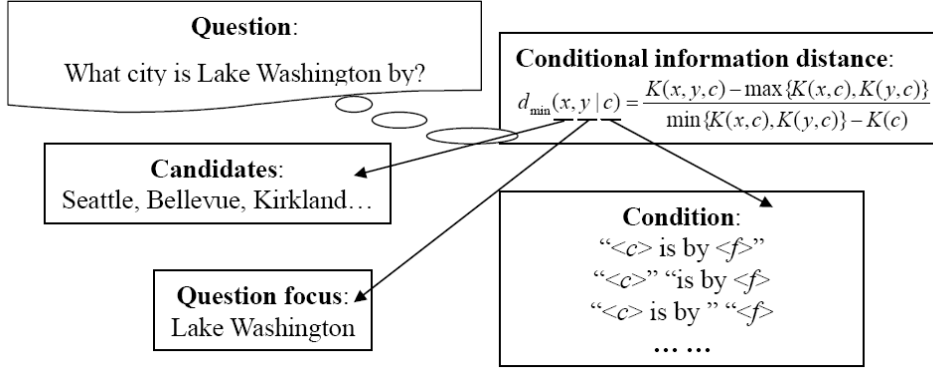 Question:
What city is Lake Washington by?
Conditional information distance:
d_min(x, y | c) = (K(x, y, c) − max{K(x, c), K(y, c)}) / (min{K(x, c), K(y, c)} − K(c))
Candidates:
Seattle, Bellevue, Kirkland…
Condition:
“<c> is by <f>”
“<c>” “is by <f>
“<c> is by ” “<f>
… …
Question focus:
Lake Washington